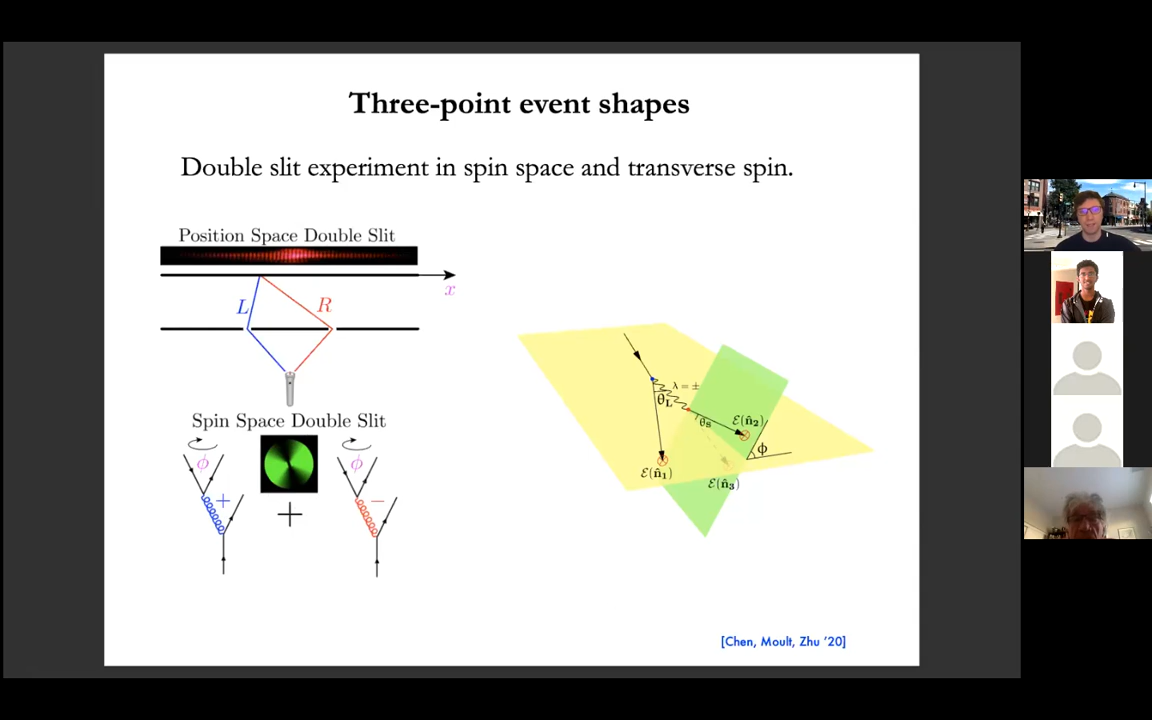 Three-point event shapes
Double slit experiment in spin space and transverse spin.
Position Space Double Slit
x
L
R
Spin Space Double Slit
ϕ
+
ϕ
−
+
λ = ±
θL
θS
ℰ(n̂2)
ϕ
ℰ(n̂1)
ℰ(n̂3)
[Chen, Moult, Zhu ’20]